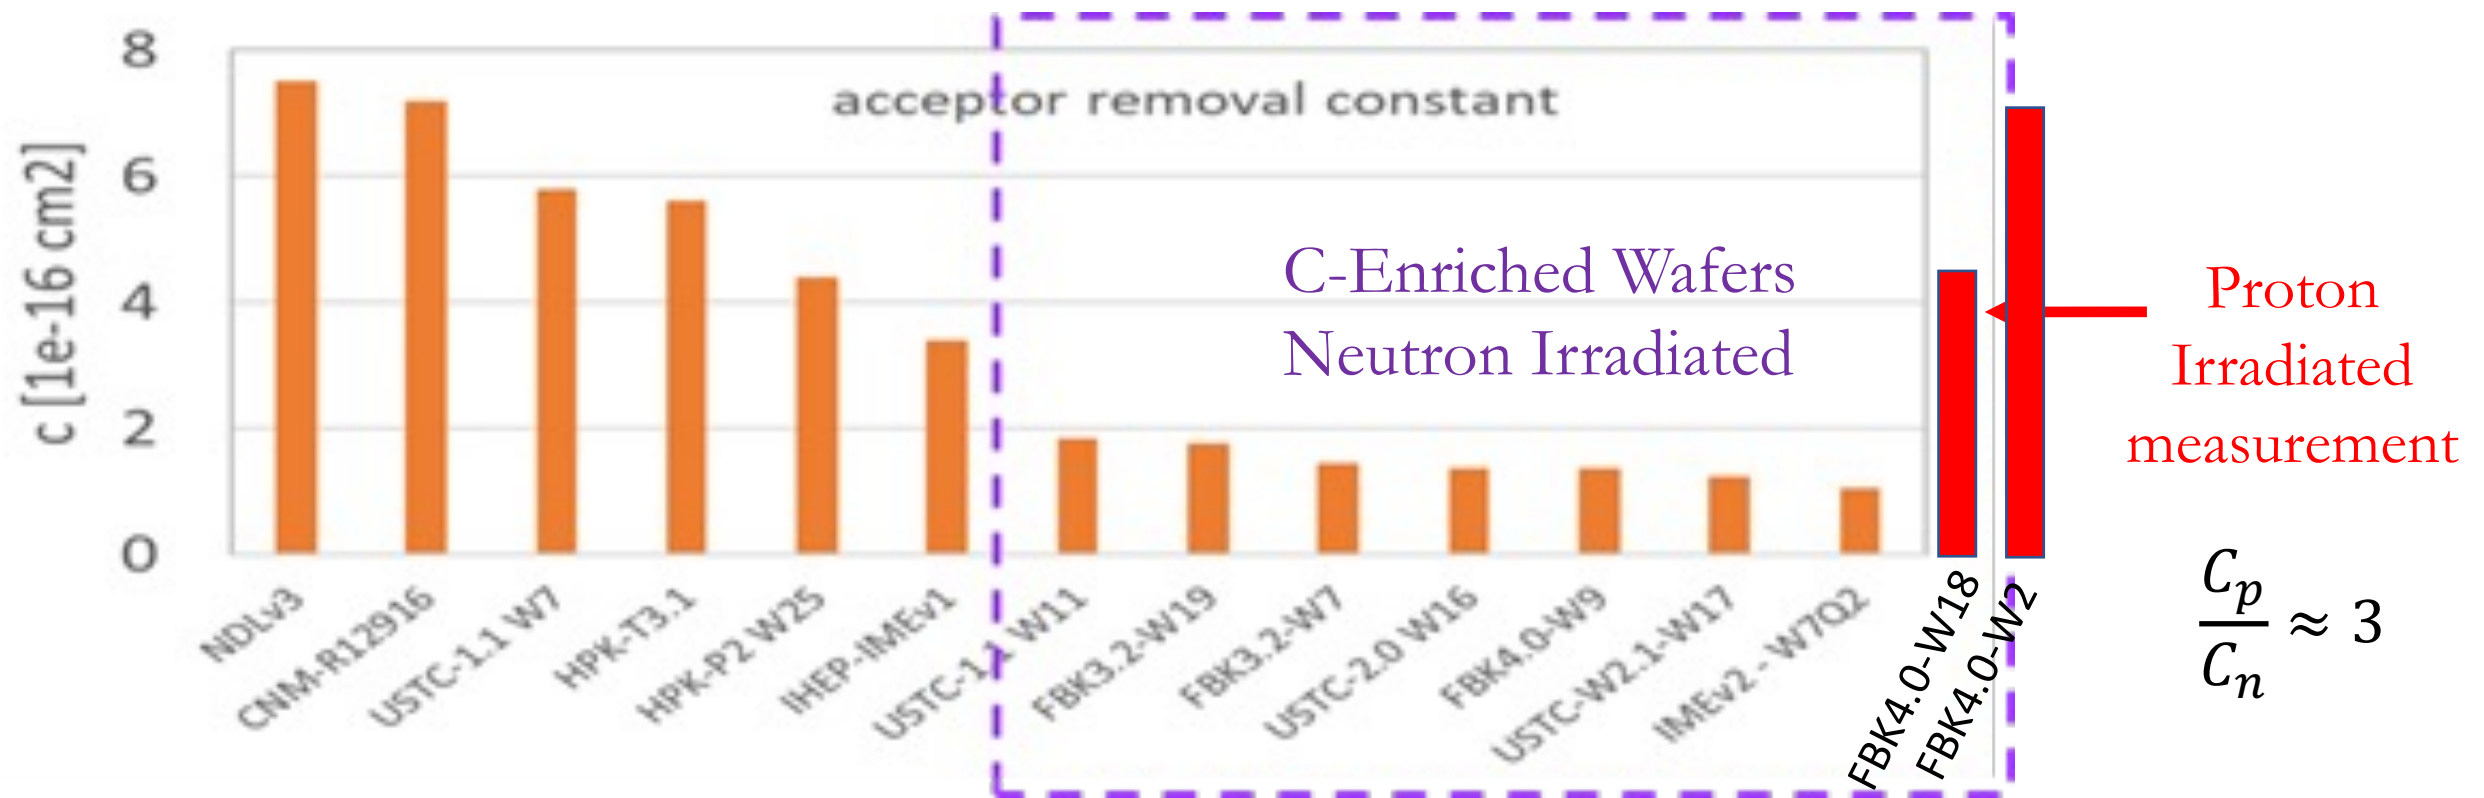 acceptor removal constant
c [1e-16 cm2]
8
6
4
2
0
C-Enriched Wafers
Neutron Irradiated
Proton
Irradiated
measurement
C_p
C_n
≈ 3
NDLv3
CNM-R12916
USTC-1.1 W7
HPK-T3.1
HPK-P2 W25
IHEP-IMEv1
USTC-1.1 W11
FBK3.2-W19
FBK3.2-W7
USTC-2.0 W16
FBK4.0-W9
USTC-W2.1-W17
IMEv2 - W7Q2
FBK4.0-W18
FBK4.0-W2